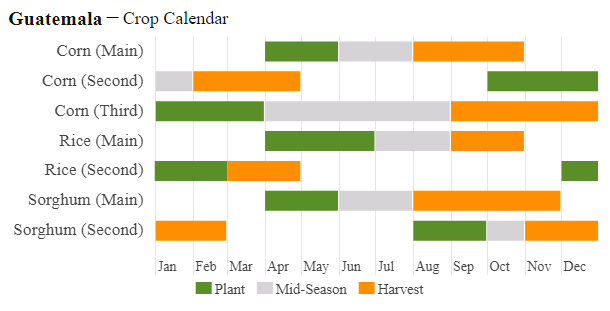 Guatemala — Crop Calendar
Corn (Main)
Corn (Second)
Corn (Third)
Rice (Main)
Rice (Second)
Sorghum (Main)
Sorghum (Second)
Jan Feb Mar Apr May Jun Jul Aug Sep Oct Nov Dec
Plant Mid-Season Harvest